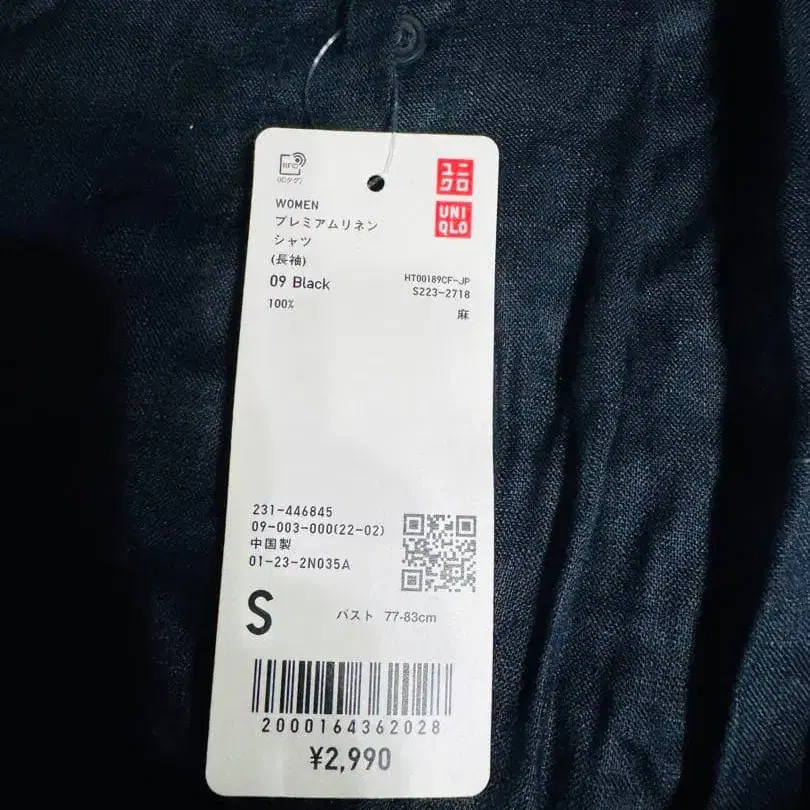 RFID
(ICタグ)
ユニ
クロ
UNI
QLO
WOMEN
プレミアムリネン
シャツ
(長袖)
09 Black
HT00189CF-JP
S223-2718
100%
麻
231-446845
09-003-000(22-02)
中国製
01-23-2N035A
S
バスト 77-83cm
2000164362028
¥2,990